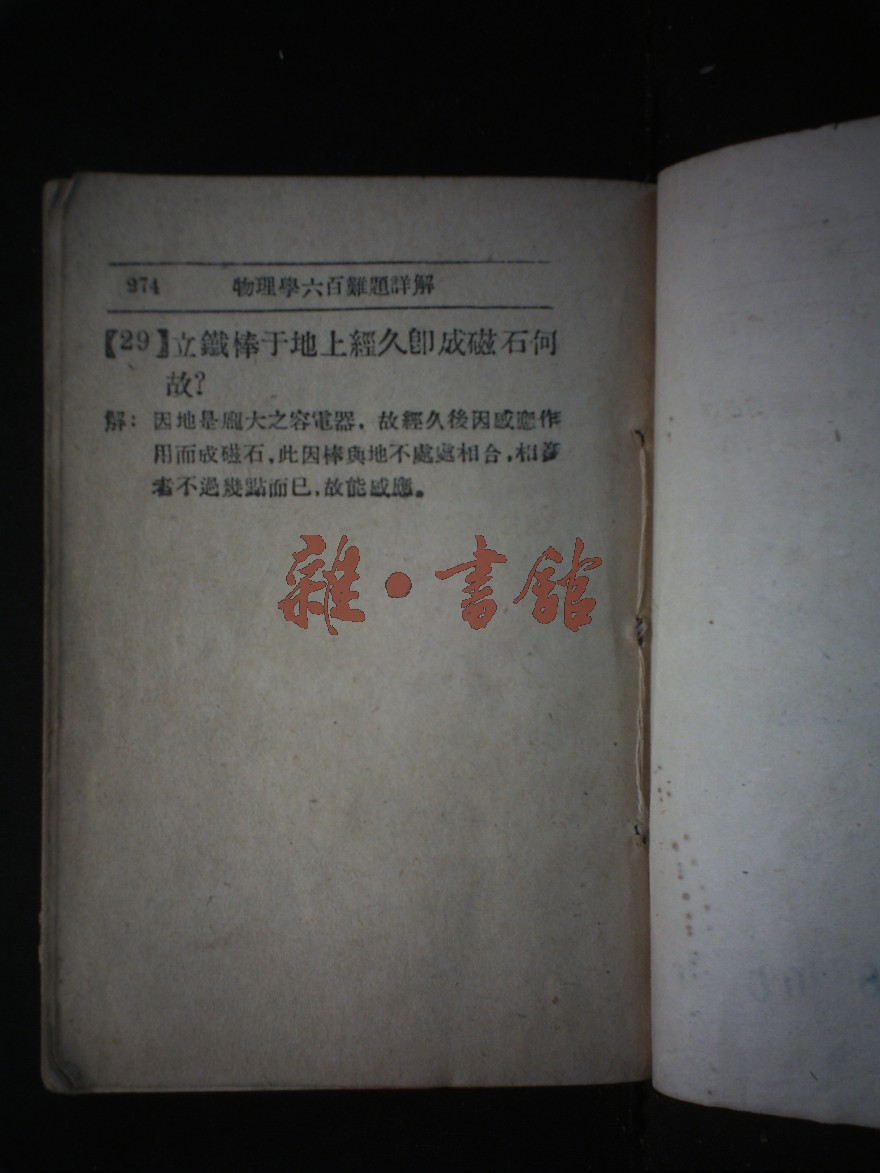 274 物理學六百難題詳解
【29】立鐵棒于地上經久卽成磁石何
故?
解: 因地是龐大之容電器，故經久後因感應作
用而成磁石，此因棒與地不處處相合，相著
者不過幾點而已，故能感應。
雜·書館